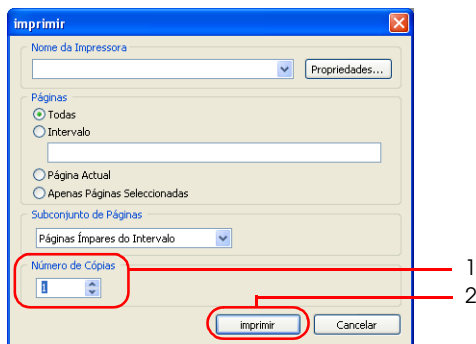 imprimir
Nome da Impressora
Propriedades...
Páginas
Todas
Intervalo
Página Actual
Apenas Páginas Seleccionadas
Subconjunto de Páginas
Páginas Ímpares do Intervalo
Número de Cópias
1
1
2
imprimir
Cancelar